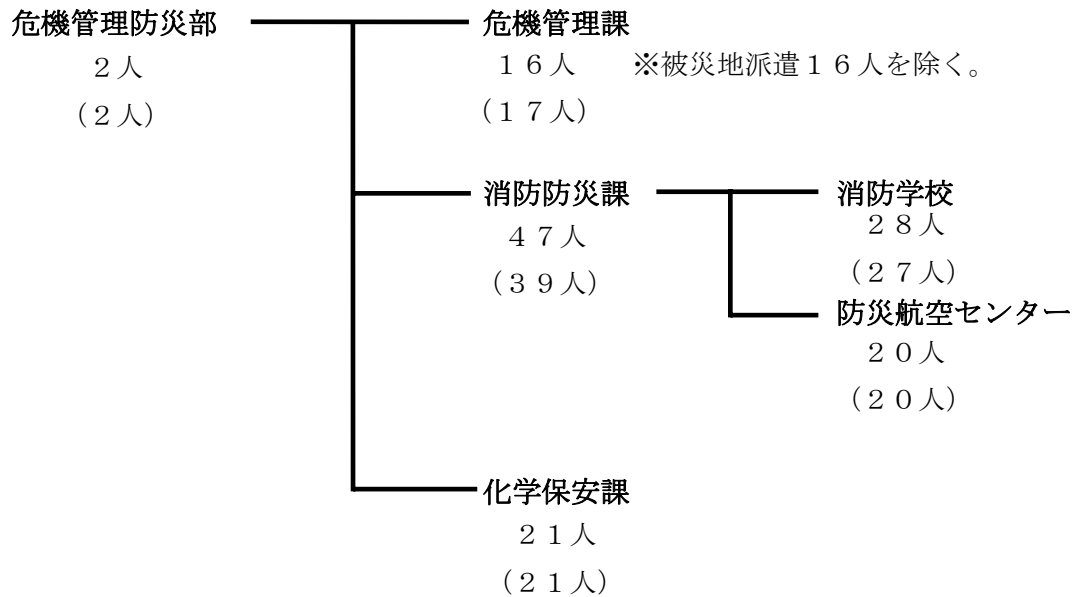 危機管理防災部
２人
（２人）
危機管理課
１６人　※被災地派遣１６人を除く。
（１７人）
消防防災課
４７人
（３９人）
消防学校
２８人
（２７人）
防災航空センター
２０人
（２０人）
化学保安課
２１人
（２１人）